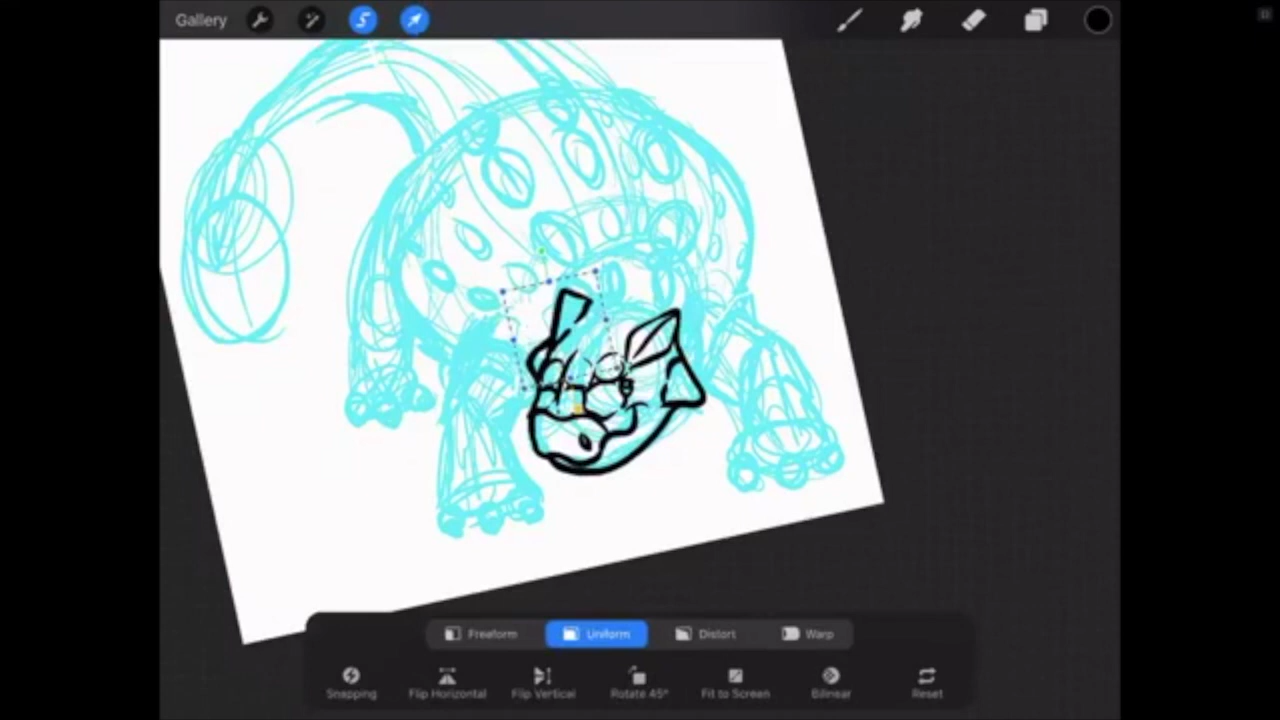 Gallery
Freeform Uniform Distort Warp
Snapping Flip Horizontal Flip Vertical Rotate 45° Fit to Screen Bilinear Reset